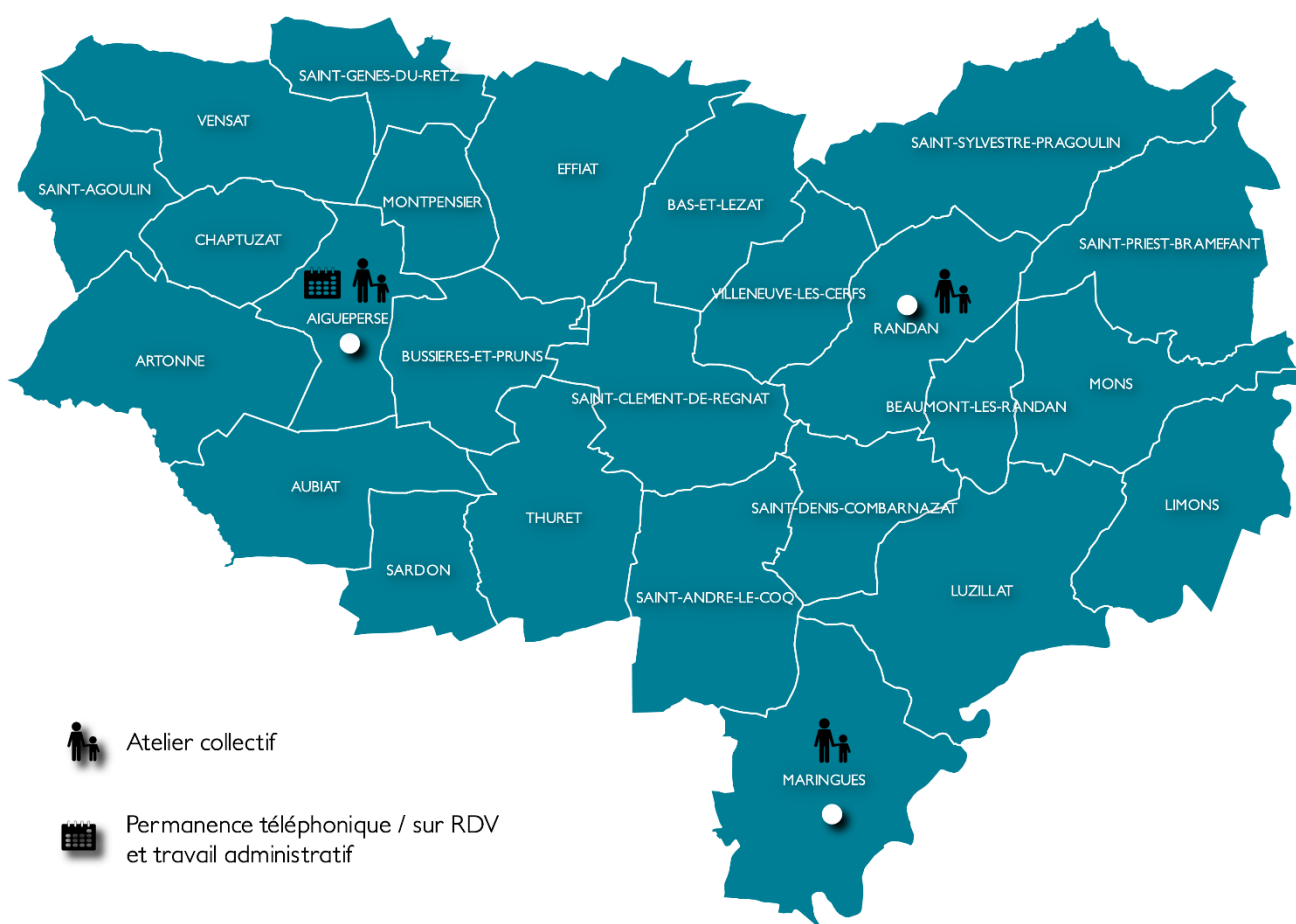 SAINT-GENES-DU-RETZ
VENSAT
SAINT-SYLVESTRE-PRAGOULIN
EFFIAT
SAINT-AGOULIN
MONTPENSIER
BAS-ET-LEZAT
CHAPTUZAT
SAINT-PRIEST-BRAMEFANT
VILLENEUVE-LES-CERFS
AIGUEPERSE
RANDAN
ARTONNE
BUSSIERES-ET-PRUNS
MONS
SAINT-CLEMENT-DE-REGNAT
BEAUMONT-LES-RANDAN
AUBIAT
LIMONS
SAINT-DENIS-COMBARNAZAT
THURET
SARDON
LUZILLAT
SAINT-ANDRE-LE-COQ
MARINGUES
Atelier collectif
Permanence téléphonique / sur RDV
et travail administratif